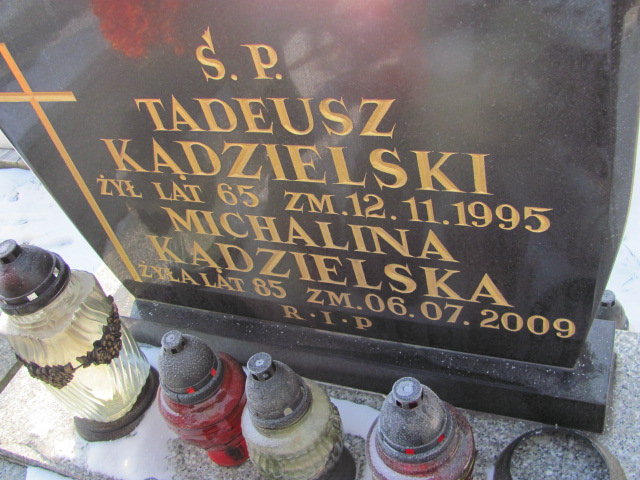 Ś. P.
TADEUSZ
KĄDZIELSKI
ŻYŁ LAT 65 ZM. 12. 11. 1995
MICHALINA
KĄDZIELSKA
ŻYŁA LAT 85 ZM. 06. 07. 2009
R · I · P